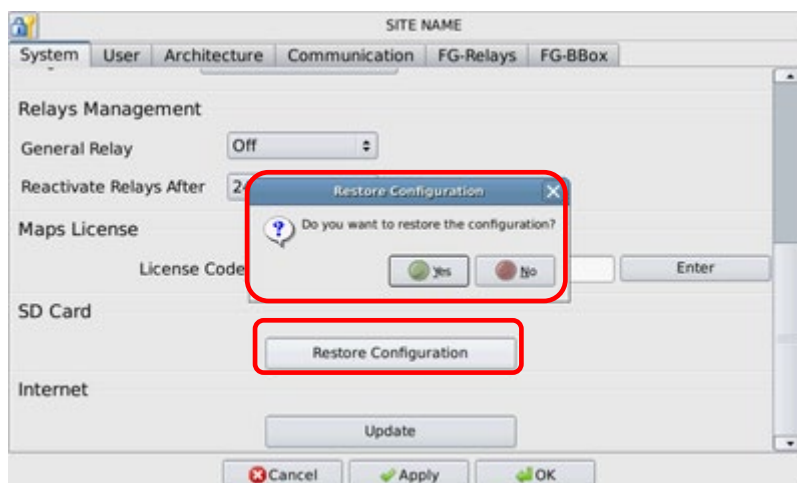 SITE NAME
System User Architecture Communication FG-Relays FG-BBox
Relays Management
General Relay Off
Reactivate Relays After 24
Restore Configuration
Do you want to restore the configuration?
Yes No
Maps License
License Code Enter
SD Card
Restore Configuration
Internet
Update
Cancel Apply OK